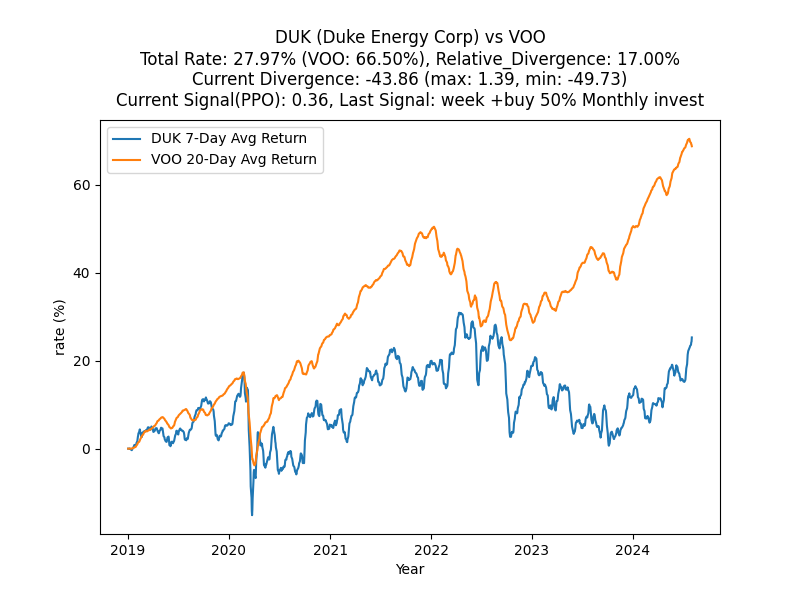 DUK (Duke Energy Corp) vs VOO
Total Rate: 27.97% (VOO: 66.50%), Relative_Divergence: 17.00%
Current Divergence: -43.86 (max: 1.39, min: -49.73)
Current Signal(PPO): 0.36, Last Signal: week +buy 50% Monthly invest
DUK 7-Day Avg Return
VOO 20-Day Avg Return
60
40
20
0
rate (%)
2019 2020 2021 2022 2023 2024
Year